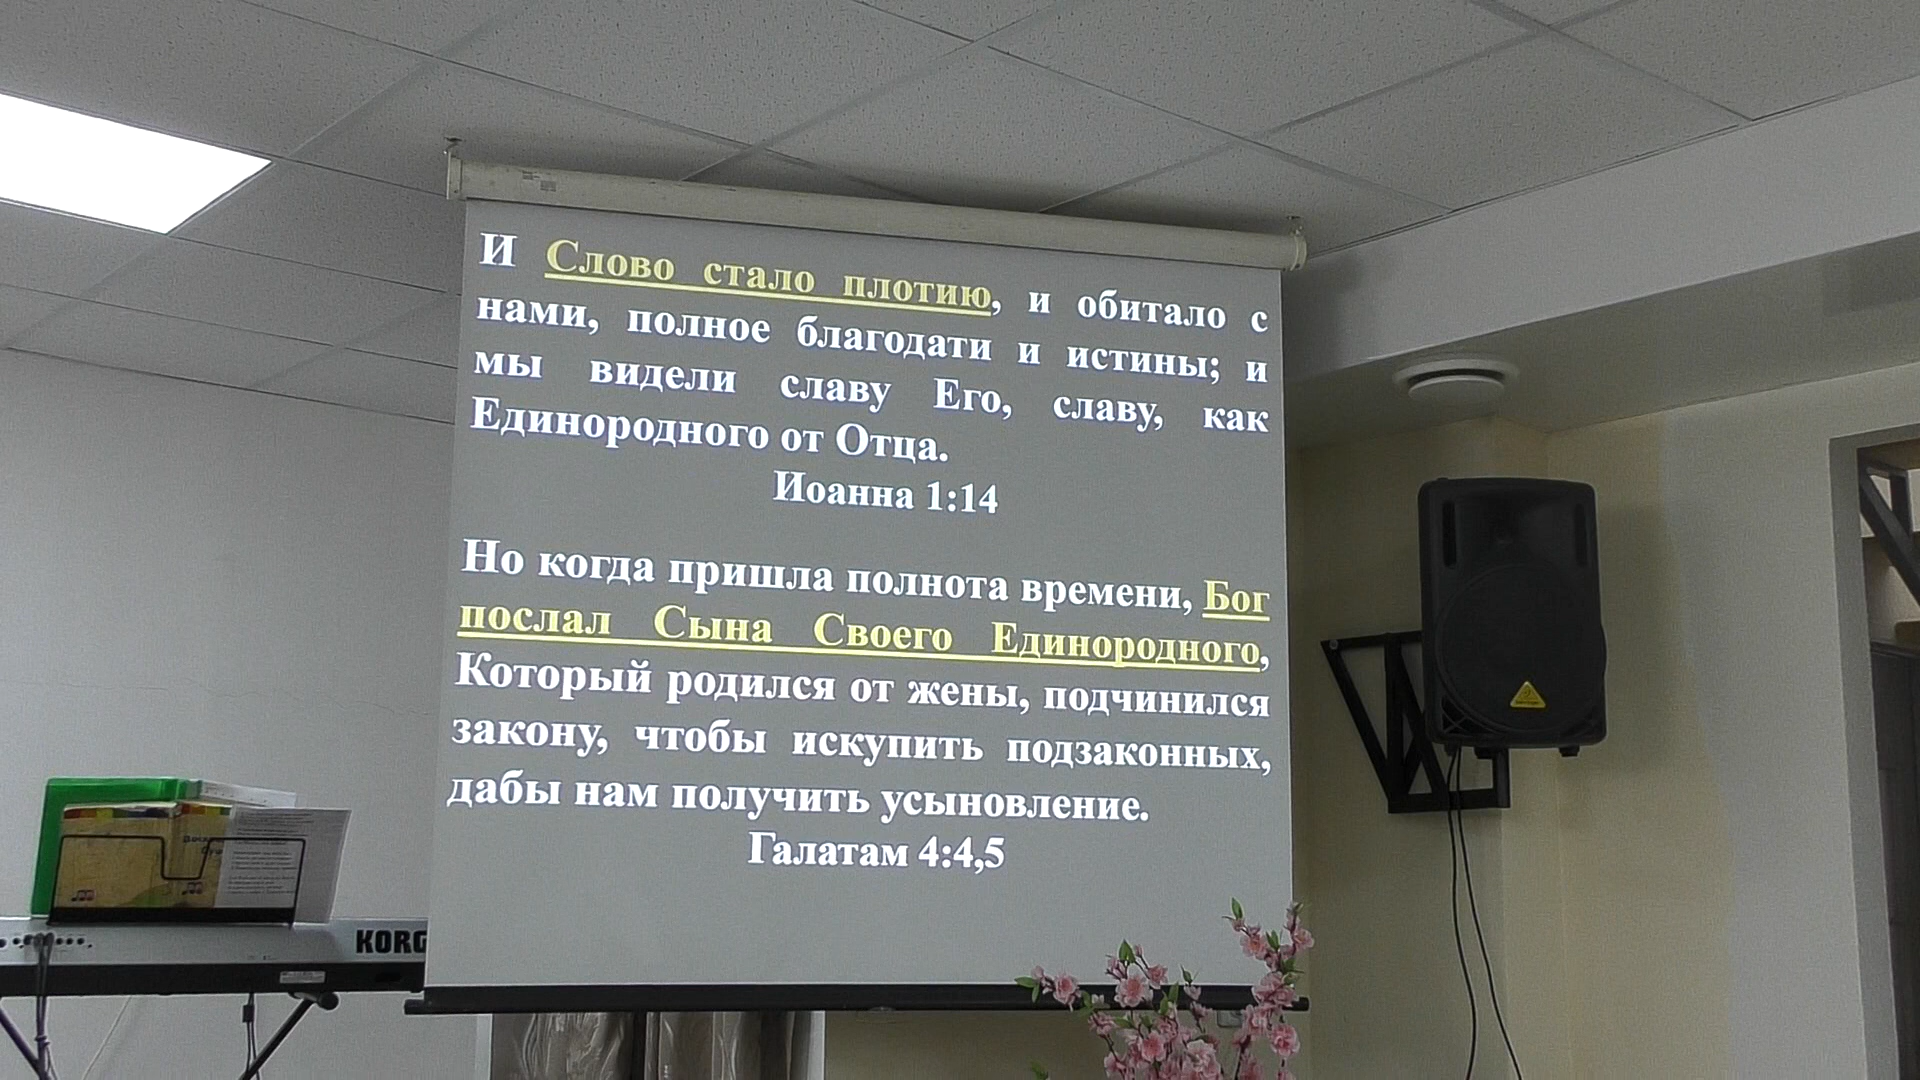 И Слово стало плотию, и обитало с
нами, полное благодати и истины; и
мы видели славу Его, славу, как
Единородного от Отца.
Иоанна 1:14
Но когда пришла полнота времени, Бог
послал Сына Своего Единородного,
Который родился от жены, подчинился
закону, чтобы искупить подзаконных,
дабы нам получить усыновление.
Галатам 4:4,5
KORG